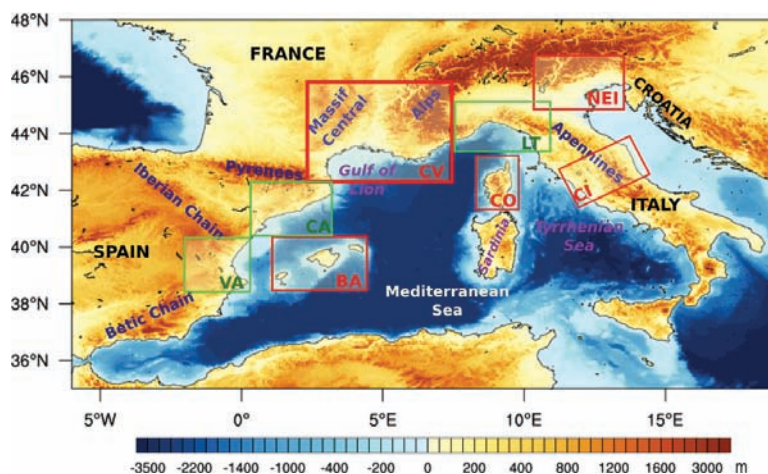 48°N
46°N
44°N
42°N
40°N
38°N
36°N
FRANCE
Massif
Central
Alps
NEI
CROATIA
LT
Apennines
Pyrenees
Gulf of
Lion
CV
CO
CI
ITALY
Iberian Chain
CA
Tyrrhenian
Sea
SPAIN
Sardinia
VA
BA
Mediterranean
Sea
Betic Chain
5°W
0°
5°E
10°E
15°E
-3500 -2200 -1400 -1000 -400 -200 0 200 400 800 1200 1600 2000 3000 m